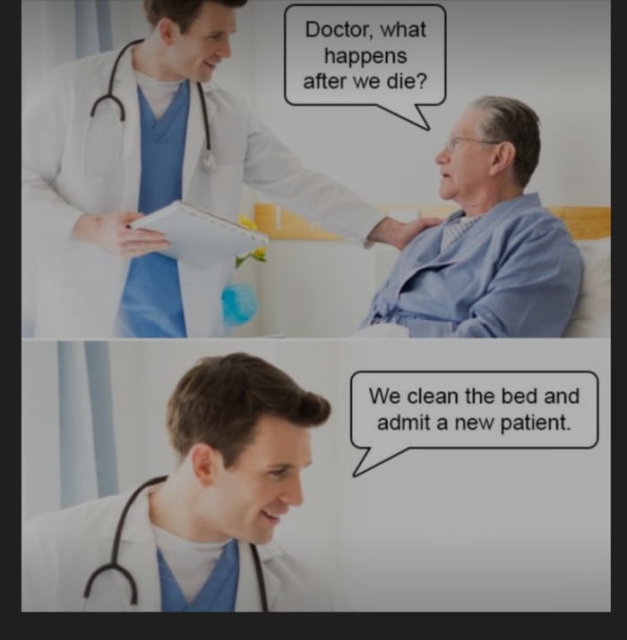 Doctor, what
happens
after we die?
We clean the bed and
admit a new patient.